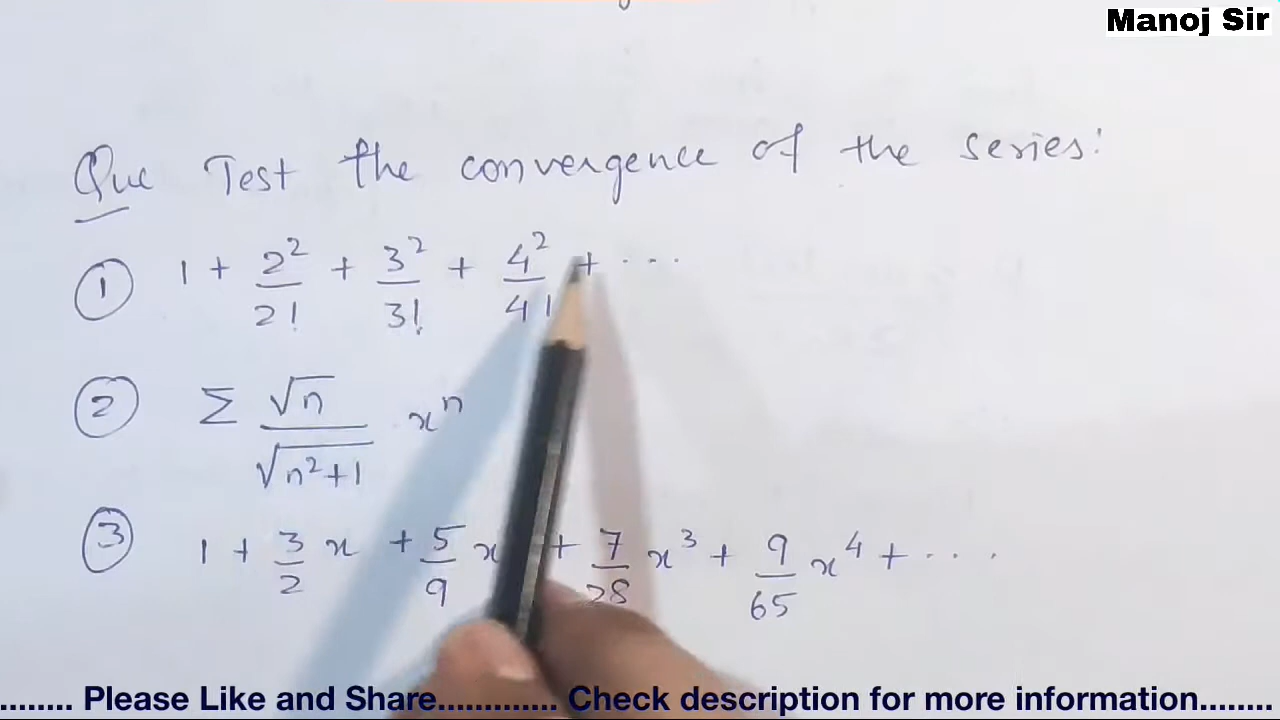 Manoj Sir
Que Test the convergence of the series:
① 1 + 2²/2! + 3²/3! + 4²/4! + ...
② Σ √n/√(n²+1) xⁿ
③ 1 + 3/2 x + 5/9 x + 7/28 x³ + 9/65 x⁴ + ...
........ Please Like and Share............. Check description for more information........